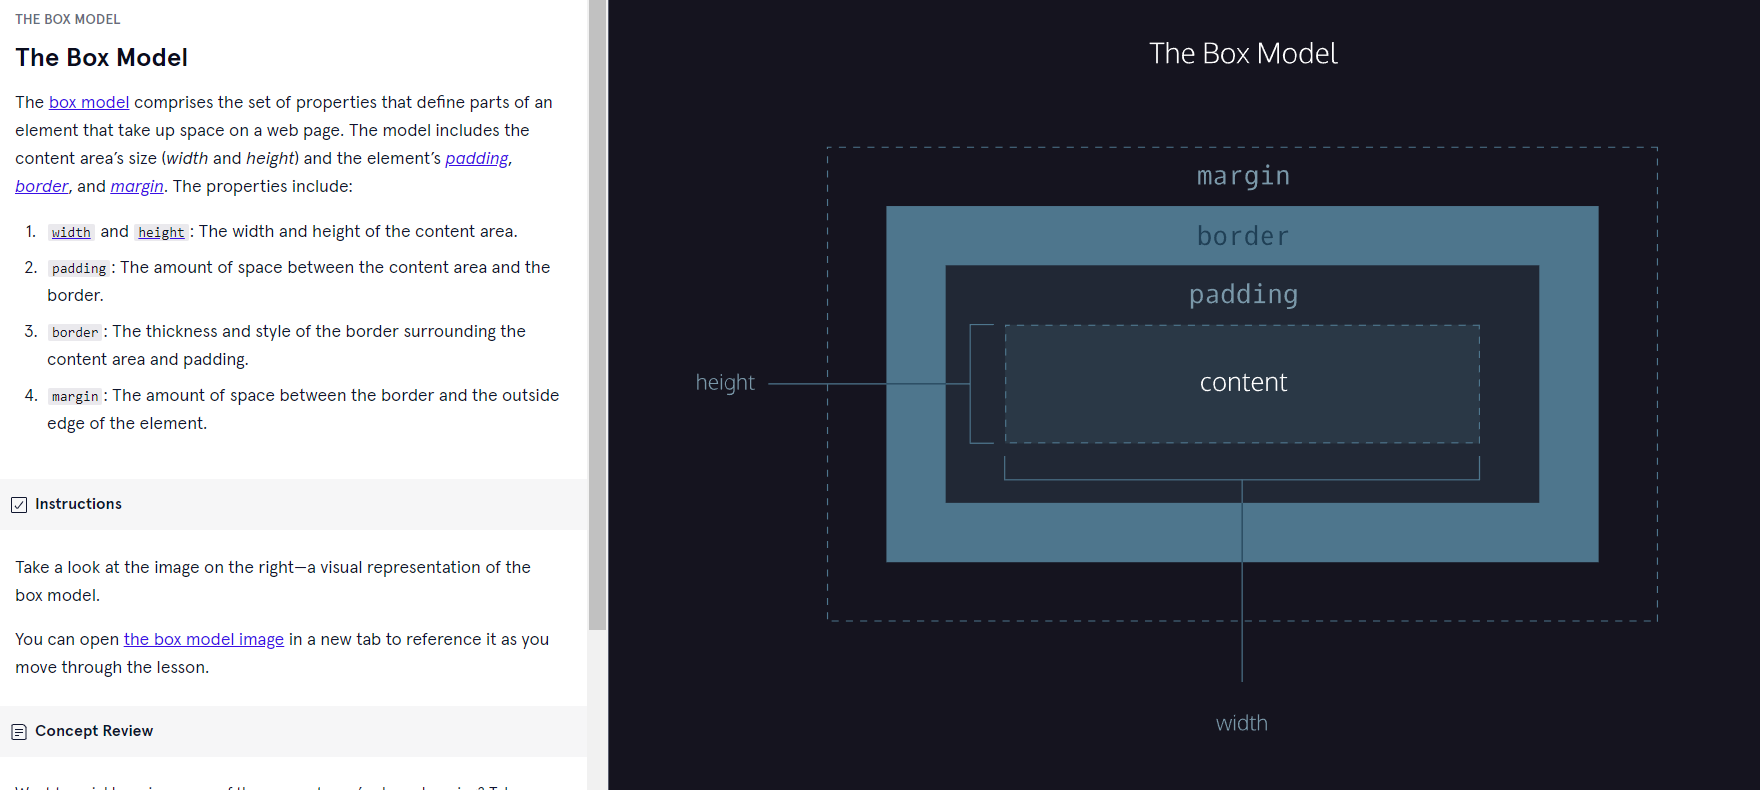 THE BOX MODEL
The Box Model
The box model comprises the set of properties that define parts of an
element that take up space on a web page. The model includes the
content area’s size (width and height) and the element’s padding,
border, and margin. The properties include:
1. width and height: The width and height of the content area.
2. padding: The amount of space between the content area and the
border.
3. border: The thickness and style of the border surrounding the
content area and padding.
4. margin: The amount of space between the border and the outside
edge of the element.
Instructions
Take a look at the image on the right—a visual representation of the
box model.
You can open the box model image in a new tab to reference it as you
move through the lesson.
Concept Review
The Box Model
margin
border
padding
height
content
width